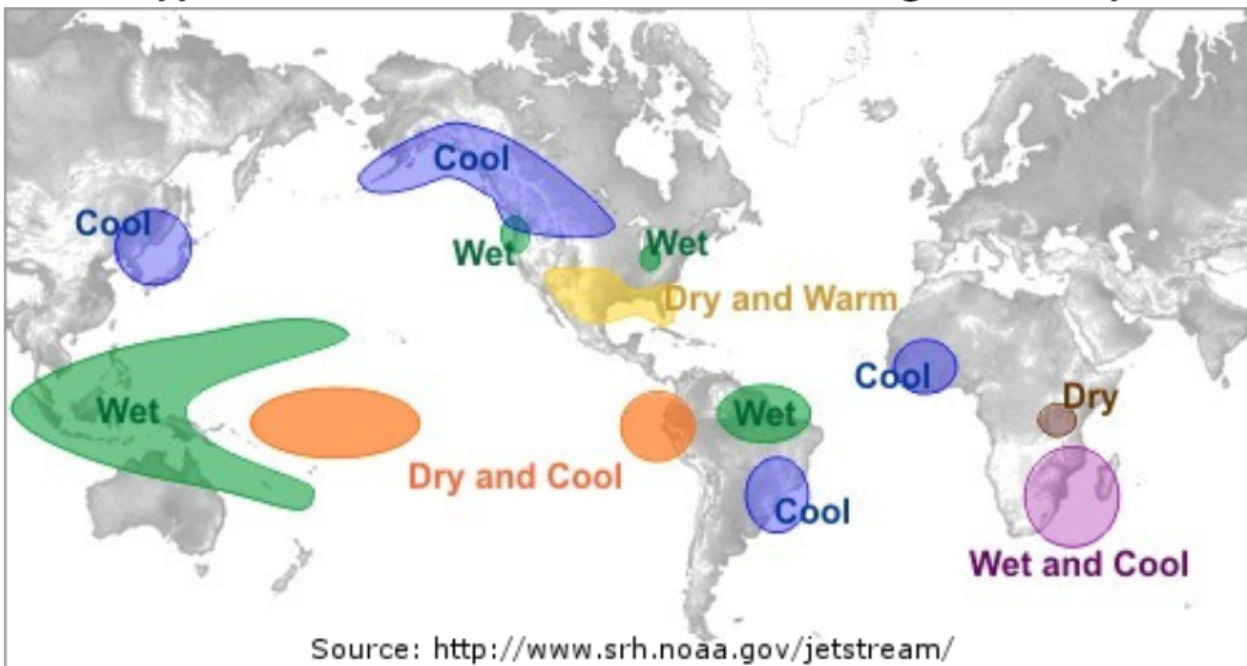 Cool
Cool
Wet
Wet
Dry and Warm
Cool
Dry
Wet
Wet
Dry and Cool
Cool
Wet and Cool
Source: http://www.srh.noaa.gov/jetstream/